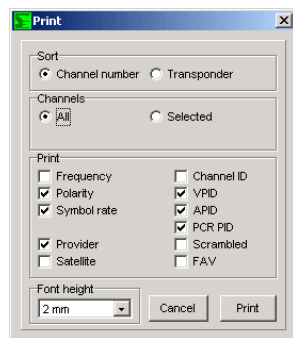 Print
Sort
Channel number Transponder
Channels
All Selected
Print
Frequency Channel ID
Polarity VPID
Symbol rate APID
PCR PID
Provider Scrambled
Satellite FAV
Font height
2 mm Cancel Print